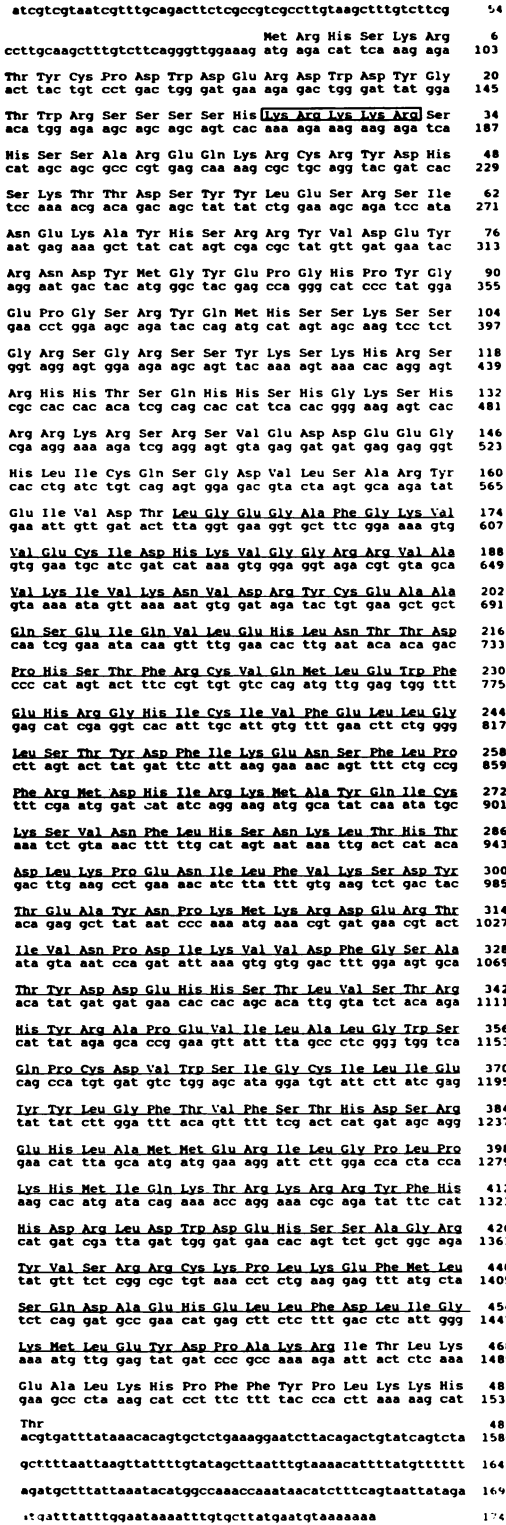 atcgtcgtaatcgtttgcagacttctcgccgtcgccttgtaagctttgtcttcg 54
Met Arg His Ser Lys Arg 6
ccttgcaagctttgtcttcagggttggaaag atg aga cat tca aag aga 103
Thr Tyr Cys Pro Asp Trp Asp Glu Arg Asp Trp Asp Tyr Gly 20
act tac tgt cct gac tgg gat gaa aga gac tgg gat tat gga 145
Thr Trp Arg Ser Ser Ser Ser His Lys Arg Lys Lys Arg Ser 34
aca tgg aga agc agc agc agt cac aaa aga aag aag aga tca 187
His Ser Ser Ala Arg Glu Gln Lys Arg Cys Arg Tyr Asp His 48
cat agc agc gcc cgt gag caa aag cgc tgc agg tac gat cac 229
Ser Lys Thr Thr Asp Ser Tyr Tyr Leu Glu Ser Arg Ser Ile 62
tcc aaa acg aca gac agc tat tat ctg gaa agc aga tcc ata 271
Asn Glu Lys Ala Tyr His Ser Arg Arg Tyr Val Asp Glu Tyr 76
aat gag aaa gct tat cat agt cga cgc tat gtt gat gaa tac 313
Arg Asn Asp Tyr Met Gly Tyr Glu Pro Gly His Pro Tyr Gly 90
agg aat gac tac atg ggc tac gag cca ggg cat ccc tat gga 355
Glu Pro Gly Ser Arg Tyr Gln Met His Ser Ser Lys Ser Ser 104
gaa cct gga agc aga tac cag atg cat agt agc aag tcc tct 397
Gly Arg Ser Gly Arg Ser Ser Tyr Lys Ser Lys His Arg Ser 118
ggt agg agt gga aga agc agt tac aaa agt aaa cac agg agt 439
Arg His His Thr Ser Gln His His Ser His Gly Lys Ser His 132
cgc cac cac aca tcg cag cac cat tca cac ggg aag agt cac 481
Arg Arg Lys Arg Ser Arg Ser Val Glu Asp Asp Glu Glu Gly 146
cga agg aaa aga tcg agg agt gta gag gat gat gag gag ggt 523
His Leu Ile Cys Gln Ser Gly Asp Val Leu Ser Ala Arg Tyr 160
cac ctg atc tgt cag agt gga gac gta cta agt gca aga tat 565
Glu Ile Val Asp Thr Leu Gly Glu Gly Ala Phe Gly Lys Val 174
gaa att gtt gat act tta ggt gaa ggt gct ttc gga aaa gtg 607
Val Glu Cys Ile Asp His Lys Val Gly Gly Arg Arg Val Ala 188
gtg gaa tgc atc gat cat aaa gtg gga ggt aga cgt gta gca 649
Val Lys Ile Val Lys Asn Val Asp Arg Tyr Cys Glu Ala Ala 202
gta aaa ata gtt aaa aat gtg gat aga tac tgt gaa gct gct 691
Gln Ser Glu Ile Gln Val Leu Glu His Leu Asn Thr Thr Asp 216
caa tcg gaa ata caa gtt ttg gaa cac ttg aat aca aca gac 733
Pro His Ser Thr Phe Arg Cys Val Gln Met Leu Glu Trp Phe 230
ccc cat agt act ttc cgt tgt gtc cag atg ttg gag tgg ttt 775
Glu His Arg Gly His Ile Cys Ile Val Phe Glu Leu Leu Gly 244
gag cat cga ggt cac att tgc att gtg ttt gaa ctt ctg ggg 817
Leu Ser Thr Tyr Asp Phe Ile Lys Glu Asn Ser Phe Leu Pro 258
ctt agt act tat gat ttc att aag gaa aac agt ttt ctg ccg 859
Phe Arg Met Asp His Ile Arg Lys Met Ala Tyr Gln Ile Cys 272
ttt cga atg gat cat atc agg aag atg gca tat caa ata tgc 901
Lys Ser Val Asn Phe Leu His Ser Asn Lys Leu Thr His Thr 286
aaa tct gta aac ttt ttg cat agt aat aaa ttg act cat aca 943
Asp Leu Lys Pro Glu Asn Ile Leu Phe Val Lys Ser Asp Tyr 300
gac ttg aag cct gaa aac atc tta ttt gtg aag tct gac tac 985
Thr Glu Ala Tyr Asn Pro Lys Met Lys Arg Asp Glu Arg Thr 314
aca gag gct tat aat ccc aaa atg aaa cgt gat gaa cgt act 1027
Ile Val Asn Pro Asp Ile Lys Val Val Asp Phe Gly Ser Ala 328
ata gta aat cca gat att aaa gtg gtg gac ttt gga agt gca 1069
Thr Tyr Asp Asp Glu His His Ser Thr Leu Val Ser Thr Arg 342
aca tat gat gat gaa cac cac agc aca ttg gta tct aca aga 1111
His Tyr Arg Ala Pro Glu Val Ile Leu Ala Leu Gly Trp Ser 356
cat tat aga gca ccg gaa gtt att tta gcc ctc ggg tgg tca 1153
Gln Pro Cys Asp Val Trp Ser Ile Gly Cys Ile Leu Ile Glu 370
cag cca tgt gat gtc tgg agc ata gga tgt att ctt atc gag 1195
Tyr Tyr Leu Gly Phe Thr Val Phe Ser Thr His Asp Ser Arg 384
tat tat ctt gga ttt aca gtt ttt tcg act cat gat agc agg 1237
Glu His Leu Ala Met Met Glu Arg Ile Leu Gly Pro Leu Pro 398
gaa cat tta gca atg atg gaa agg att ctt gga cca cta cca 1279
Lys His Met Ile Gln Lys Thr Arg Lys Arg Arg Tyr Phe His 412
aag cac atg ata cag aaa acc agg aaa cgc aga tat ttc cat 132
His Asp Arg Leu Asp Trp Asp Glu His Ser Ser Ala Gly Arg 426
cat gat cga tta gat tgg gat gaa cac agt tct gct ggc aga 136
Tyr Val Ser Arg Arg Cys Lys Pro Leu Lys Glu Phe Met Leu 440
tat gtt tct cgg cgc tgt aaa cct ctg aag gag ttt atg cta 140
Ser Gln Asp Ala Glu His Glu Leu Leu Phe Asp Leu Ile Gly 454
tct cag gat gcc gaa cat gag ctt ctc ttt gac ctc att ggg 144
Lys Met Leu Glu Tyr Asp Pro Ala Lys Arg Ile Thr Leu Lys 46
aaa atg ttg gag tat gat ccc gcc aaa aga att act ctc aaa 148
Glu Ala Leu Lys His Pro Phe Phe Tyr Pro Leu Lys Lys His 48
gaa gcc cta aag cat cct ttc ttt tac cca ctt aaa aag cat 153
Thr 48
acgtgatttataaacacagtgctctgaaaggaatcttacagactgtatcagtcta 158
gcttttaattaagttattttgtatagctttgtaaaacattttatgtttttt 164
agatgctttattaaatacatggccaaaccaaataacatctttcagtaattataga 169
atgatttatttggaataaaatttgtgcttatgaatgtaaaaaaa 174